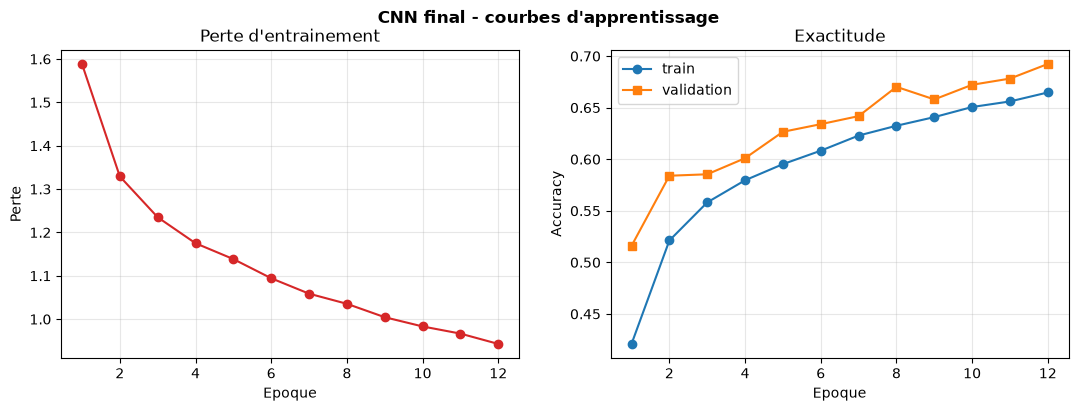 CNN final - courbes d'apprentissage
Perte d'entrainement
1.6
1.5
1.4
1.3
1.2
1.1
1.0
Perte
2 4 6 8 10 12
Epoque
Exactitude
train
validation
0.70
0.65
0.60
0.55
0.50
0.45
Accuracy
2 4 6 8 10 12
Epoque